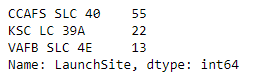 CCAFS SLC 40    55
KSC LC 39A      22
VAFB SLC 4E     13
Name: LaunchSite, dtype: int64